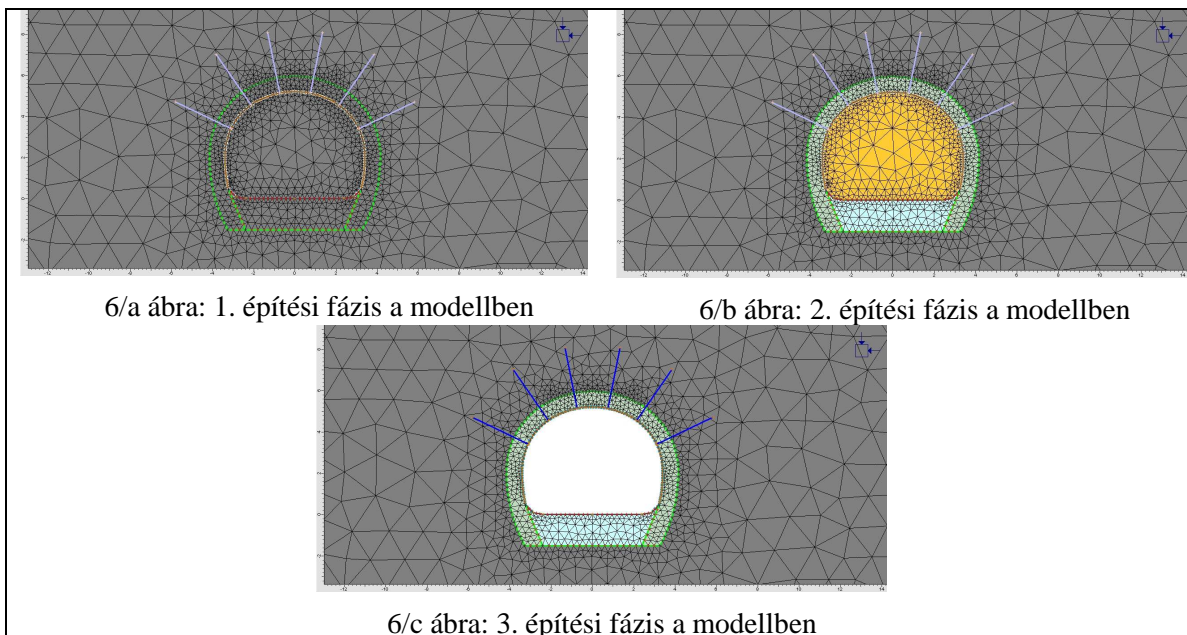 6/a ábra: 1. építési fázis a modellben
6/b ábra: 2. építési fázis a modellben
6/c ábra: 3. építési fázis a modellben